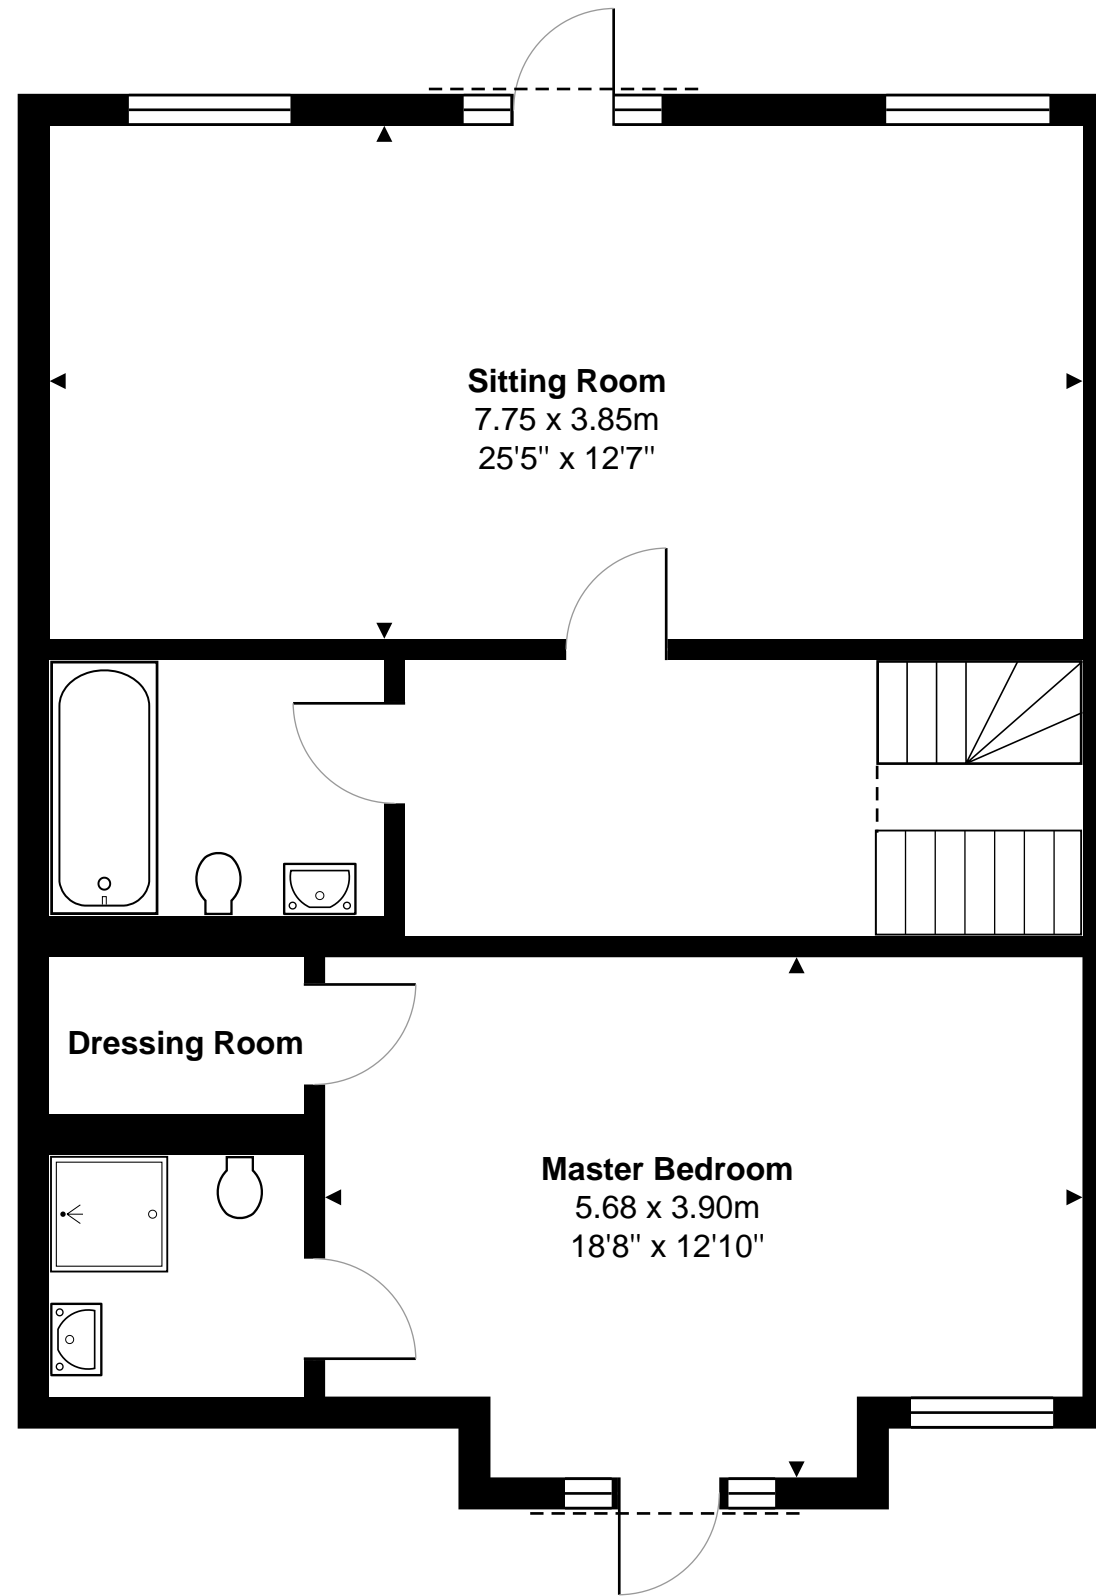 Sitting Room
7.75 x 3.85m
25'5" x 12'7"
Dressing Room
Master Bedroom
5.68 x 3.90m
18'8" x 12'10"